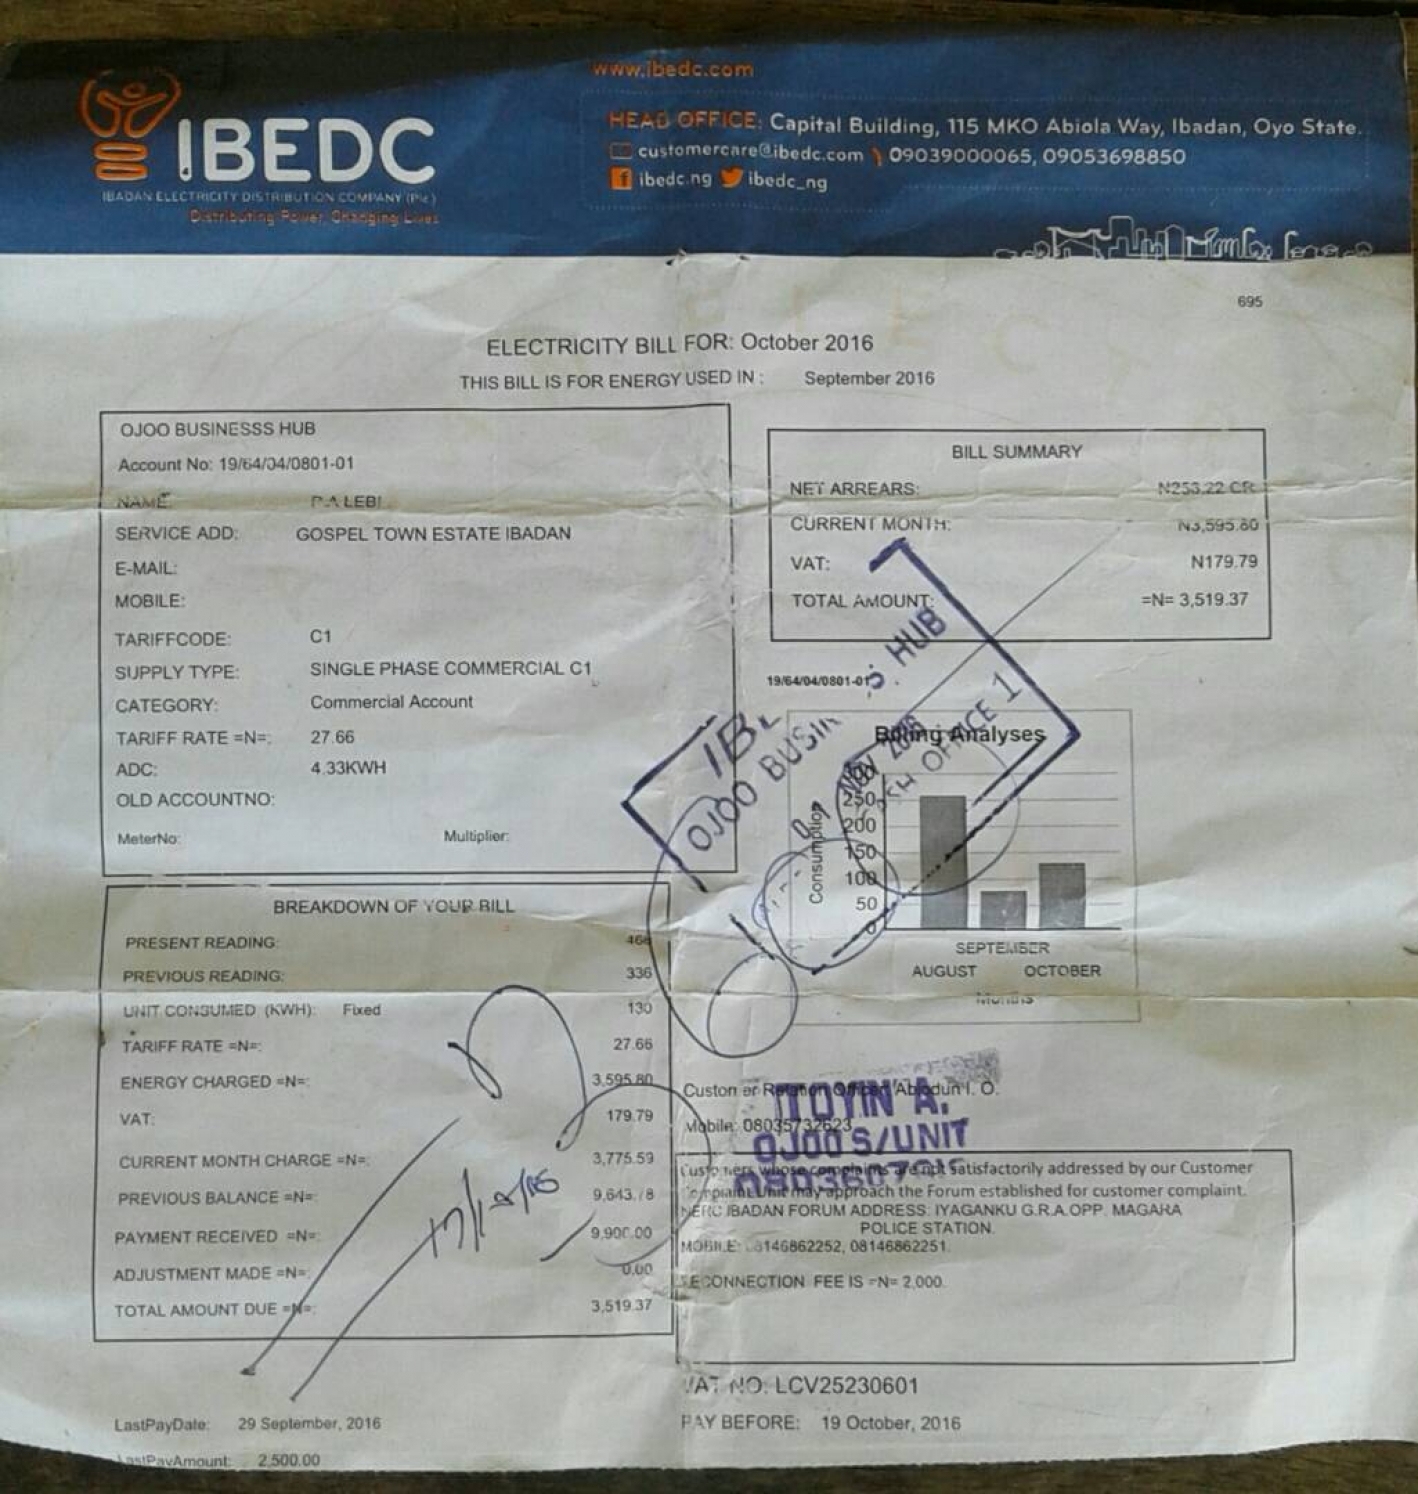 www.ibedc.com
IBEDC
IBADAN ELECTRICITY DISTRIBUTION COMPANY (Plc)
Distributing Power, Changing Lives
HEAD OFFICE: Capital Building, 115 MKO Abiola Way, Ibadan, Oyo State.
customercare@ibedc.com 09039000065, 09053698850
ibedc.ng ibedc_ng
695
ELECTRICITY BILL FOR: October 2016
THIS BILL IS FOR ENERGY USED IN : September 2016
OJOO BUSINESSS HUB
Account No: 19/64/04/0801-01
NAME: P.A LEBI
SERVICE ADD: GOSPEL TOWN ESTATE IBADAN
E-MAIL:
MOBILE:
TARIFFCODE: C1
SUPPLY TYPE: SINGLE PHASE COMMERCIAL C1
CATEGORY: Commercial Account
TARIFF RATE =N=: 27.66
ADC: 4.33KWH
OLD ACCOUNTNO:
MeterNo: Multiplier:
BILL SUMMARY
NET ARREARS: N253.22 CR
CURRENT MONTH: N3,595.80
VAT: N179.79
TOTAL AMOUNT: =N= 3,519.37
19/64/04/0801-01
OJOO BUSIN S HUB
NOV 2016
CASH OFFICE 1
Billing Analyses
Consumption
250
200
150
100
50
0
SEPTEMBER
AUGUST OCTOBER
Months
BREAKDOWN OF YOUR BILL
PRESENT READING: 466
PREVIOUS READING: 336
UNIT CONSUMED (KWH): Fixed 130
TARIFF RATE =N=: 27.66
ENERGY CHARGED =N=: 3,595.80
VAT: 179.79
CURRENT MONTH CHARGE =N=: 3,775.59
PREVIOUS BALANCE =N=: 9,643.78
PAYMENT RECEIVED =N=: 9,900.00
ADJUSTMENT MADE =N=: 0.00
TOTAL AMOUNT DUE =N=: 3,519.37
Customer Relation Officer: Abiodun I. O.
Mobile: 08035732623
TOYIN A.
OJOO S/UNIT
Customers whose complaints are not satisfactorily addressed by our Customer
Complaint Unit may approach the Forum established for customer complaint.
NERC IBADAN FORUM ADDRESS: IYAGANKU G.R.A.OPP. MAGARA
POLICE STATION.
MOBILE: 08146862252, 08146862251.
RECONNECTION FEE IS =N= 2,000.
VAT NO: LCV25230601
PAY BEFORE: 19 October, 2016
LastPayDate: 29 September, 2016
LastPayAmount: 2,500.00